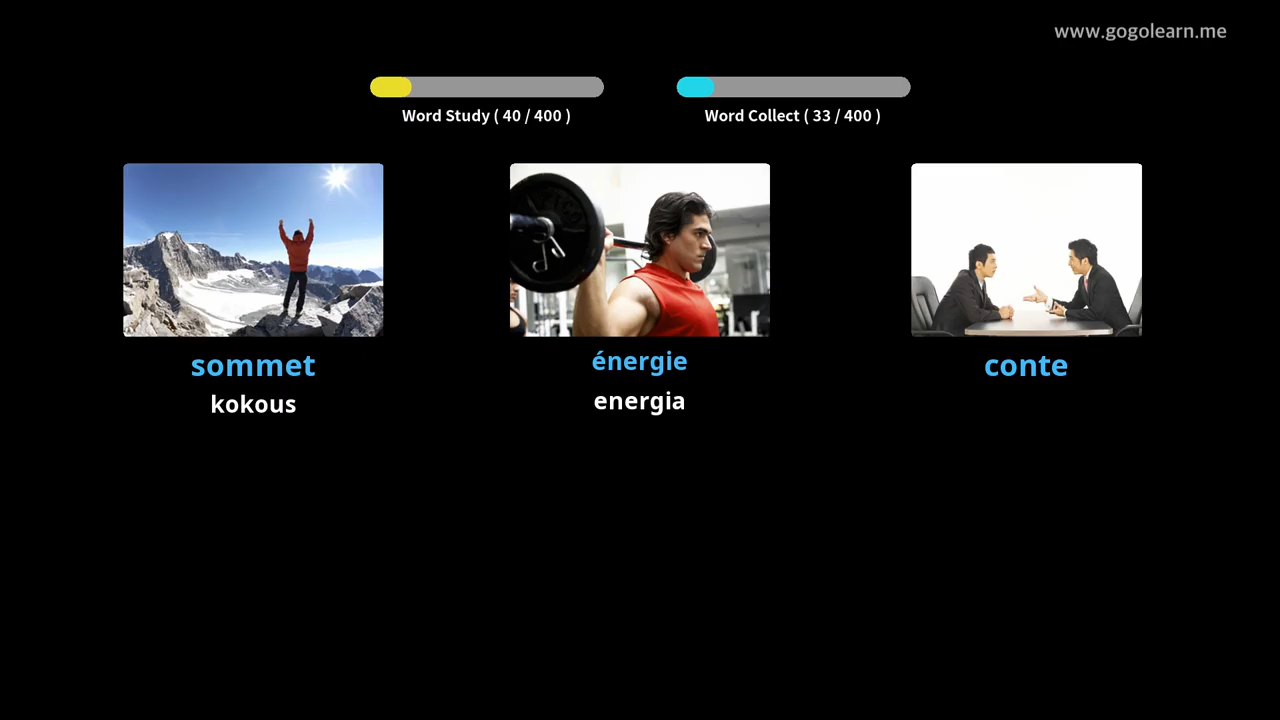 www.gogolearn.me
Word Study ( 40 / 400 )
Word Collect ( 33 / 400 )
sommet
kokous
énergie
energia
conte